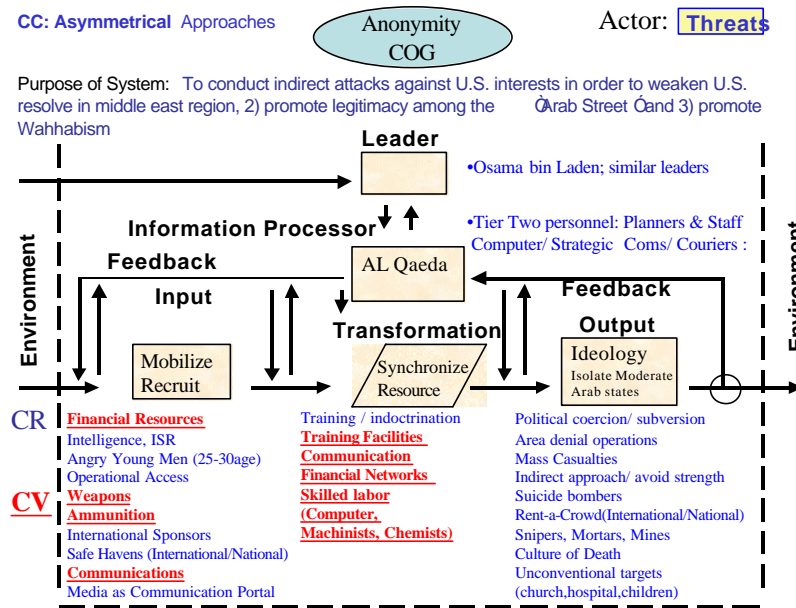 CC: Asymmetrical Approaches
Anonymity
COG
Actor: Threats
Purpose of System: To conduct indirect attacks against U.S. interests in order to weaken U.S.
resolve in middle east region, 2) promote legitimacy among the ÒArab Street Óand 3) promote
Wahhabism
Leader
•Osama bin Laden; similar leaders
Information Processor
•Tier Two personnel: Planners & Staff
Computer/ Strategic Coms/ Couriers :
AL Qaeda
Feedback
Feedback
Environment
Input
Transformation
Output
Environment
Mobilize
Recruit
Synchronize
Resource
Ideology
Isolate Moderate
Arab states
CR
Financial Resources
Intelligence, ISR
Angry Young Men (25-30age)
Operational Access
CV
Weapons
Ammunition
International Sponsors
Safe Havens (International/National)
Communications
Media as Communication Portal
Training / indoctrination
Training Facilities
Communication
Financial Networks
Skilled labor
(Computer,
Machinists, Chemists)
Political coercion/ subversion
Area denial operations
Mass Casualties
Indirect approach/ avoid strength
Suicide bombers
Rent-a-Crowd(International/National)
Snipers, Mortars, Mines
Culture of Death
Unconventional targets
(church,hospital,children)